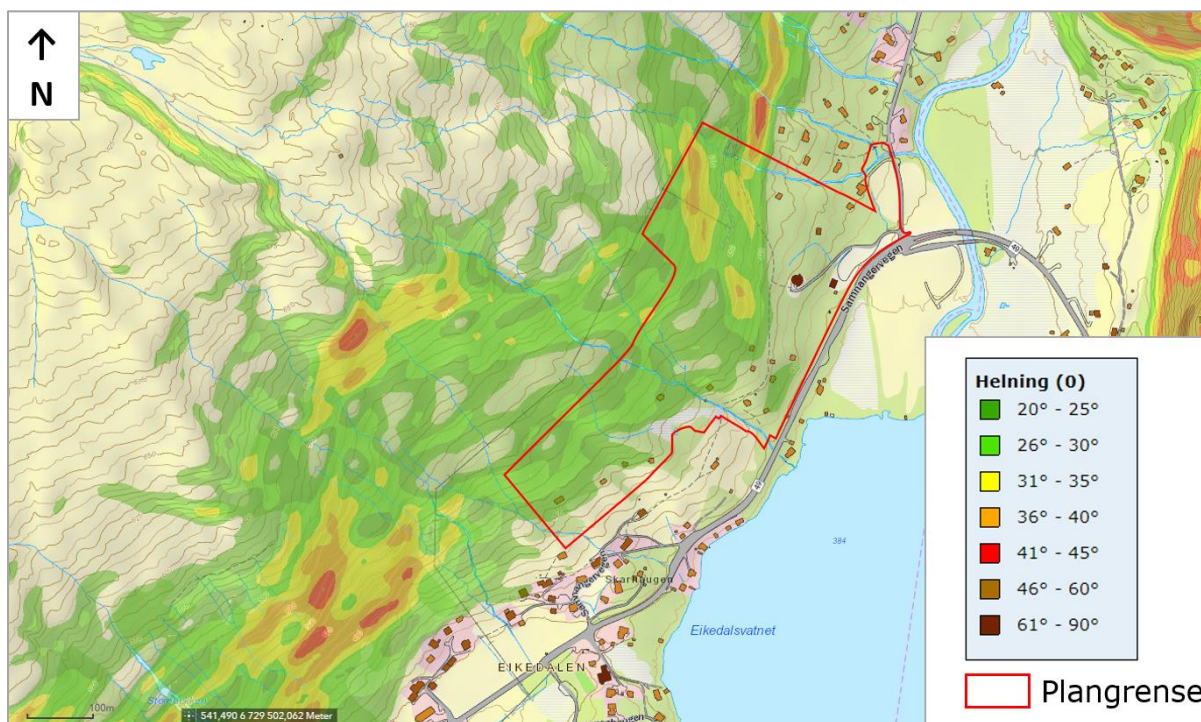 N
49
Samnangervegen
Helning (0)
20° - 25°
26° - 30°
31° - 35°
36° - 40°
41° - 45°
46° - 60°
61° - 90°
Plangrense
49
384
Skarhaugen
Eikedalsvatnet
EIKEDALEN
100m
541,490 6 729 502,062 Meter